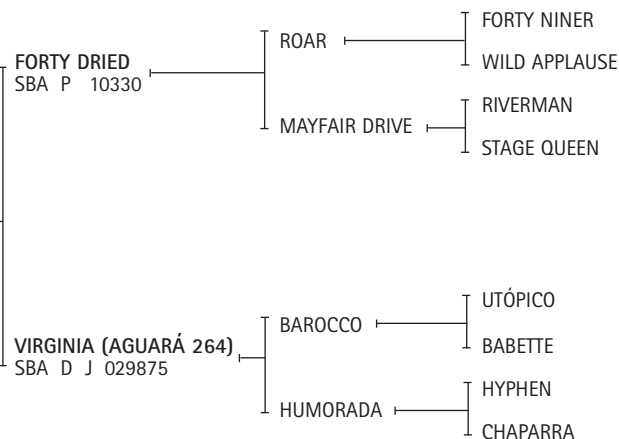 FORTY DRIED
SBA P 10330
ROAR
MAYFAIR DRIVE
FORTY NINER
WILD APPLAUSE
RIVERMAN
STAGE QUEEN
VIRGINIA (AGUARÁ 264)
SBA D J 029875
BAROCCO
HUMORADA
UTÓPICO
BABETTE
HYPHEN
CHAPARRA